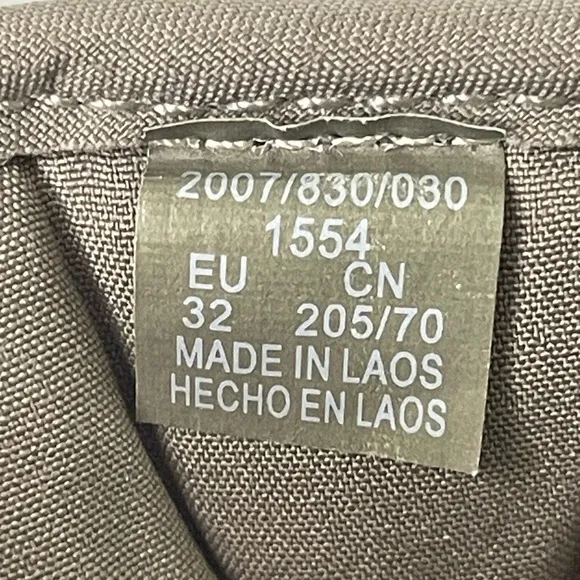 2007/830/030
1554
EU CN
32 205/70
MADE IN LAOS
HECHO EN LAOS